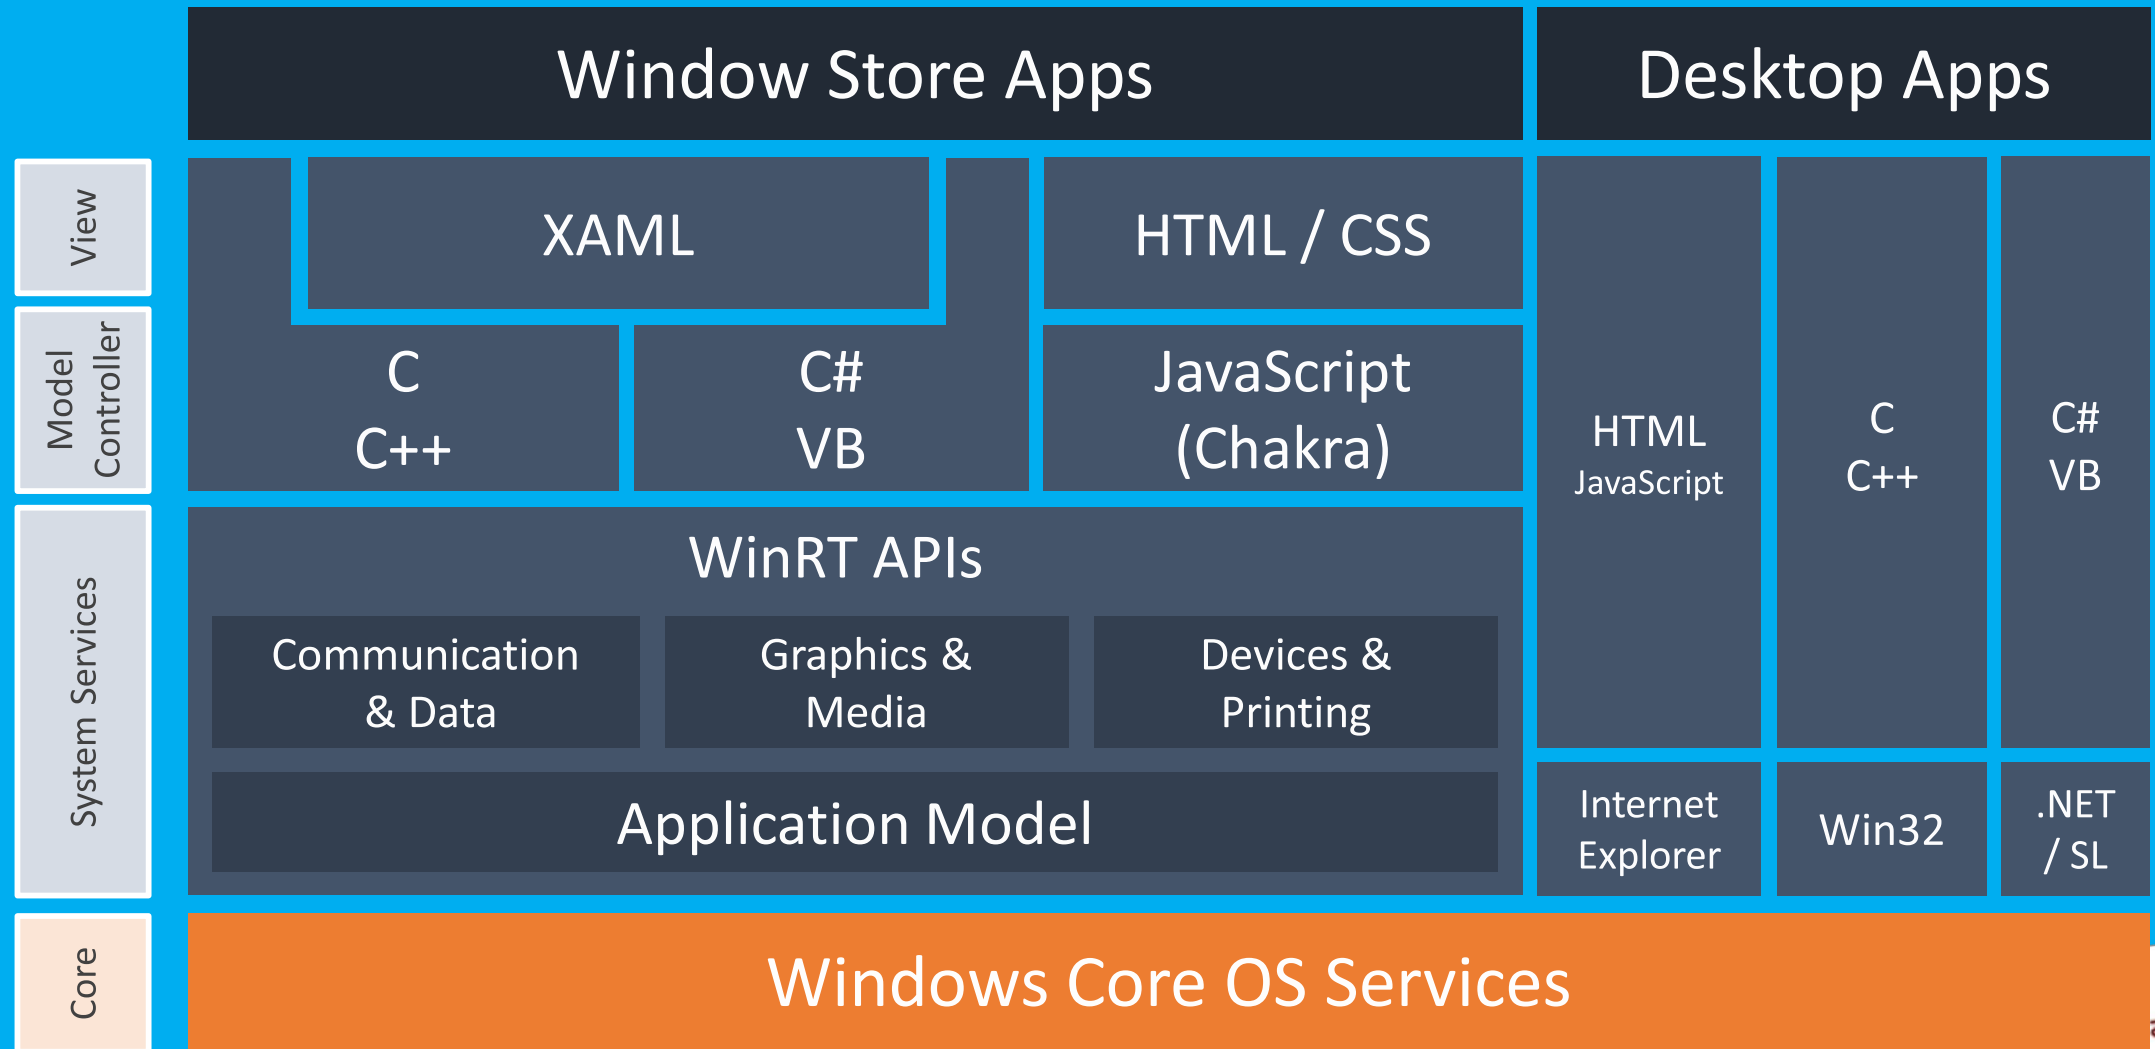 Window Store Apps
Desktop Apps
View
XAML
HTML / CSS
Model
Controller
C
C++
C#
VB
JavaScript
(Chakra)
HTML
JavaScript
C
C++
C#
VB
System Services
WinRT APIs
Communication
& Data
Graphics &
Media
Devices &
Printing
Application Model
Internet
Explorer
Win32
.NET
/ SL
Core
Windows Core OS Services